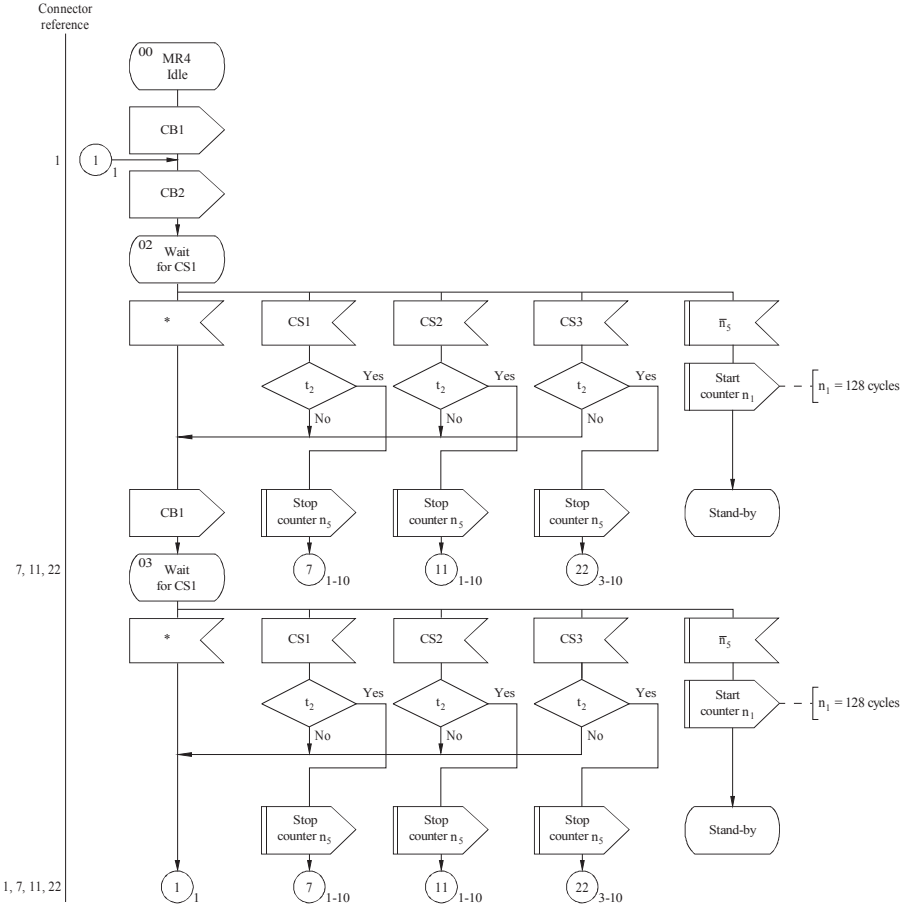 Connector
reference
00
MR4
Idle
CB1
1
1
1
CB2
02
Wait
for CS1
*
CS1
CS2
CS3
n̅5
t2
Yes
t2
Yes
t2
Yes
Start
counter n1
n1 = 128 cycles
No
No
No
CB1
Stop
counter n5
Stop
counter n5
Stop
counter n5
Stand-by
7, 11, 22
03
Wait
for CS1
7
1-10
11
1-10
22
3-10
*
CS1
CS2
CS3
n̅5
t2
Yes
t2
Yes
t2
Yes
Start
counter n1
n1 = 128 cycles
No
No
No
Stop
counter n5
Stop
counter n5
Stop
counter n5
Stand-by
1, 7, 11, 22
1
1
7
1-10
11
1-10
22
3-10